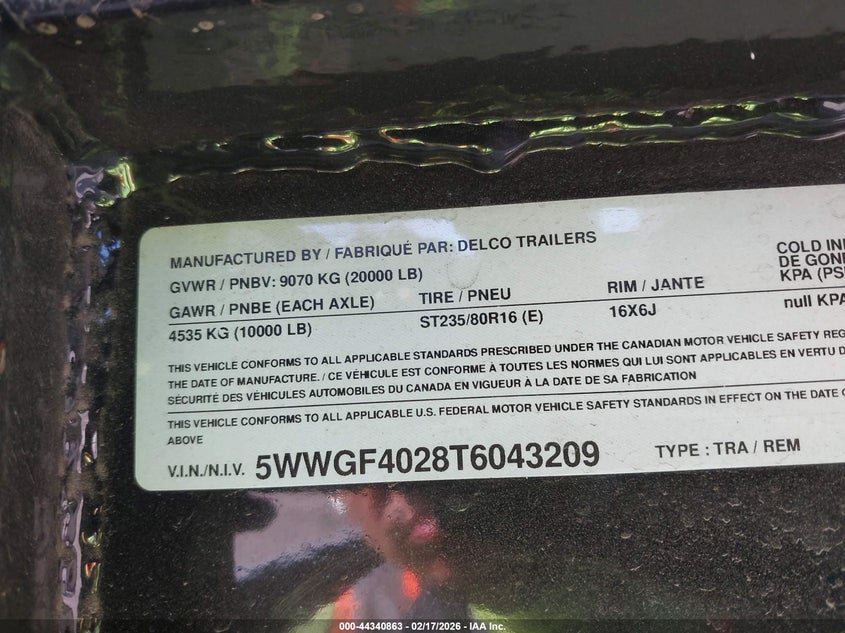 MANUFACTURED BY / FABRIQUÉ PAR: DELCO TRAILERS
GVWR / PNBV: 9070 KG (20000 LB)
GAWR / PNBE (EACH AXLE) TIRE / PNEU RIM / JANTE COLD INF
DE GON
KPA (PS
4535 KG (10000 LB) ST235/80R16 (E) 16X6J null KPA
THIS VEHICLE CONFORMS TO ALL APPLICABLE STANDARDS PRESCRIBED UNDER THE CANADIAN MOTOR VEHICLE SAFETY REG
THE DATE OF MANUFACTURE. / CE VÉHICULE EST CONFORME À TOUTES LES NORMES QUI LUI SONT APPLICABLES EN VERTU D
SÉCURITÉ DES VÉHICULES AUTOMOBILES DU CANADA EN VIGUEUR À LA DATE DE SA FABRICATION
THIS VEHICLE CONFORMS TO ALL APPLICABLE U.S. FEDERAL MOTOR VEHICLE SAFETY STANDARDS IN EFFECT ON THE DATE
ABOVE
V.I.N./N.I.V. 5WWGF4028T6043209 TYPE : TRA / REM
000-44340863 - 02/17/2026 - IAA Inc.